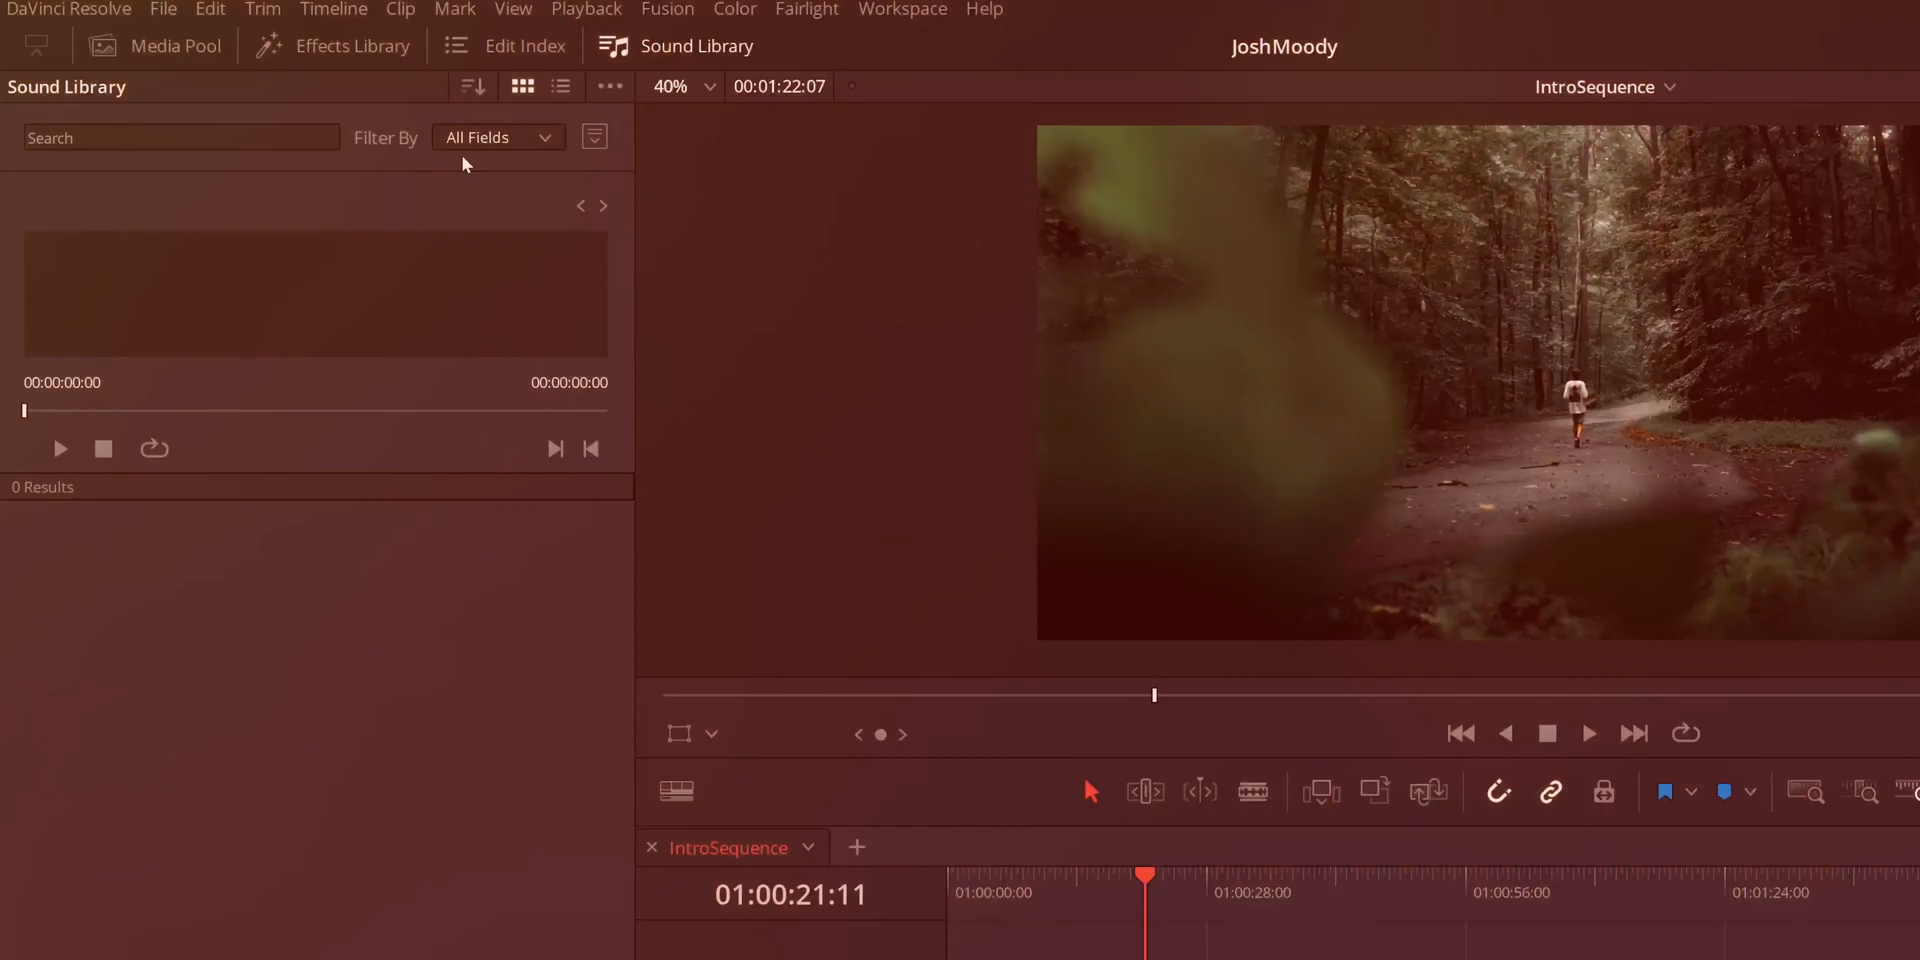 DaVinci Resolve File Edit Trim Timeline Clip Mark View Playback Fusion Color Fairlight Workspace Help
Media Pool Effects Library Edit Index Sound Library JoshMoody
Sound Library 40% 00:01:22:07 IntroSequence
Search Filter By All Fields
00:00:00:00 00:00:00:00
0 Results
IntroSequence
01:00:21:11 01:00:00:00 01:00:28:00 01:00:56:00 01:01:24:00